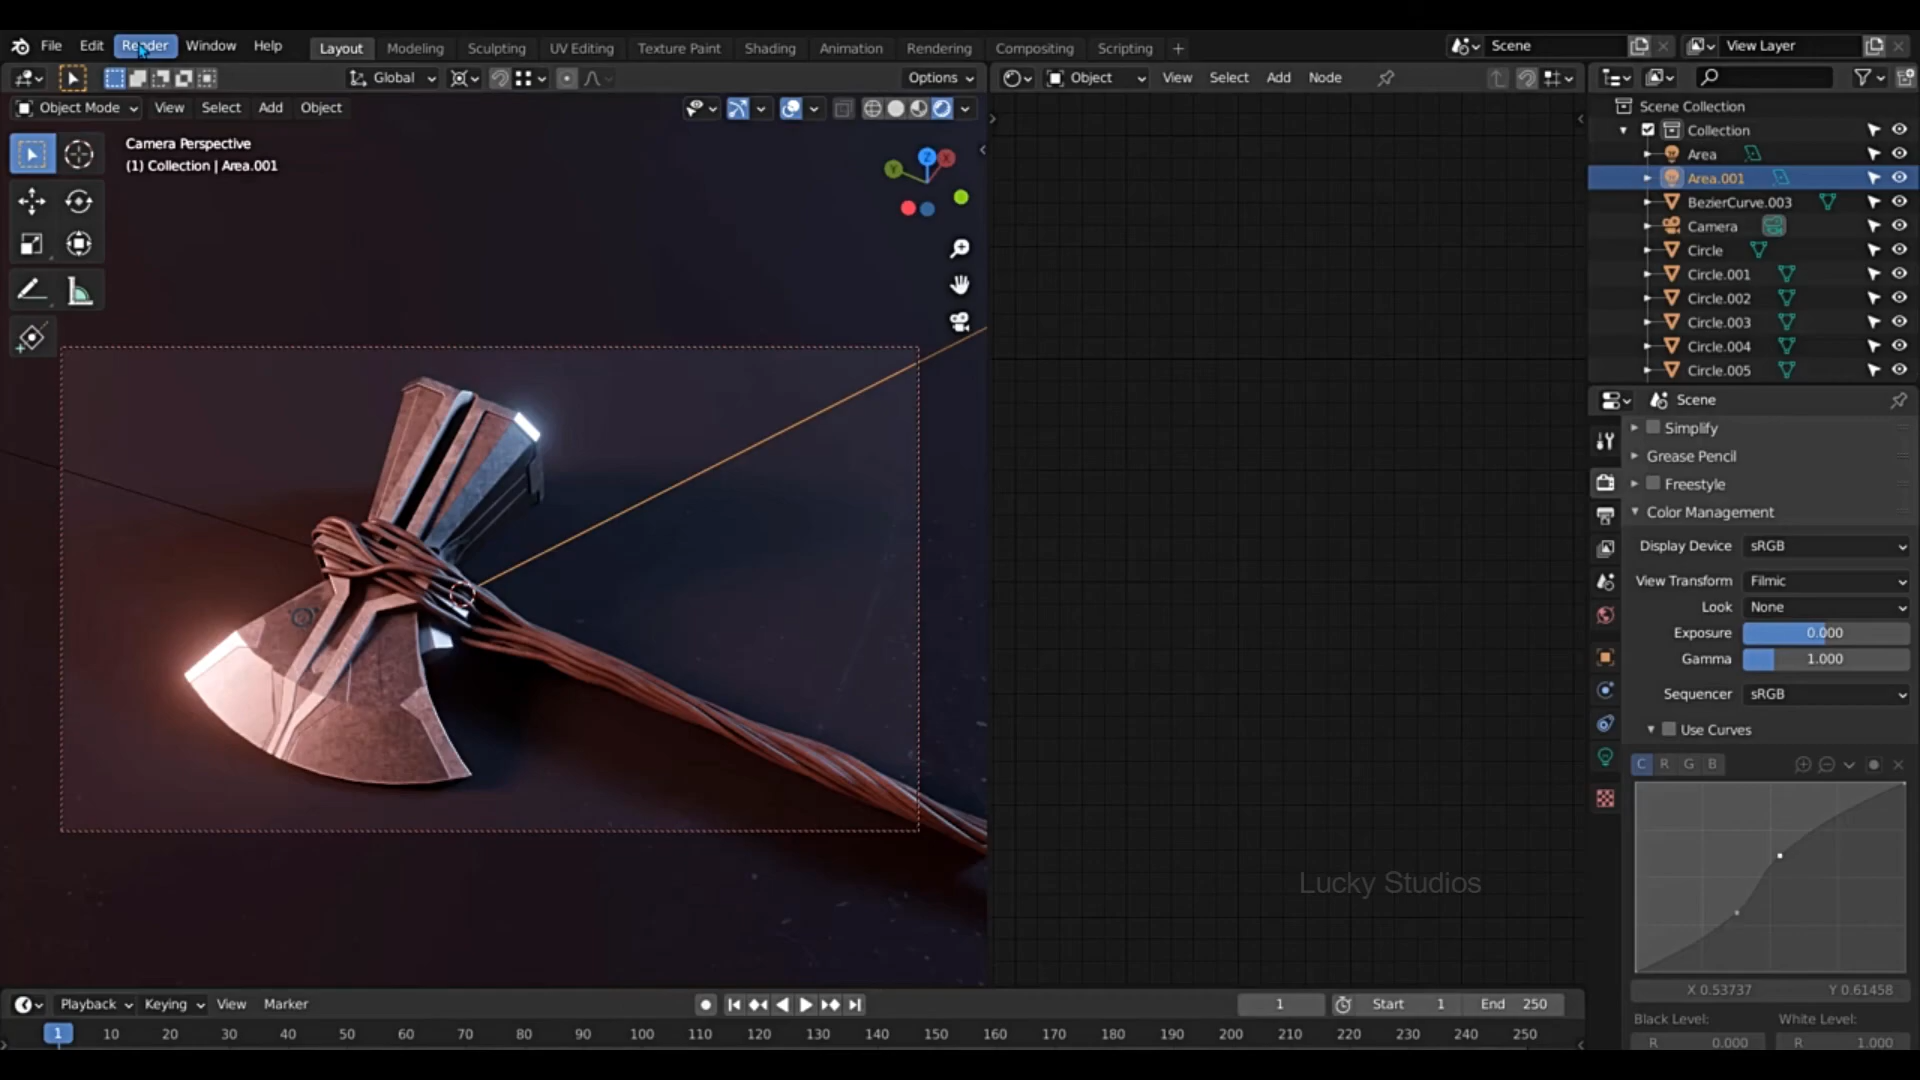 File Edit Render Window Help Layout Modeling Sculpting UV Editing Texture Paint Shading Animation Rendering Compositing Scripting + Scene View Layer
Global Options Object View Select Add Node
Object Mode View Select Add Object
Camera Perspective
(1) Collection | Area.001
Z X Y
Scene Collection
Collection
Area
Area.001
BezierCurve.003
Camera
Circle
Circle.001
Circle.002
Circle.003
Circle.004
Circle.005
Scene
Simplify
Grease Pencil
Freestyle
Color Management
Display Device sRGB
View Transform Filmic
Look None
Exposure 0.000
Gamma 1.000
Sequencer sRGB
Use Curves
C R G B
X 0.53737 Y 0.61458
Black Level: White Level:
R 0.000 R 1.000
Lucky Studios
Playback Keying View Marker 1 Start 1 End 250
1 10 20 30 40 50 60 70 80 90 100 110 120 130 140 150 160 170 180 190 200 210 220 230 240 250